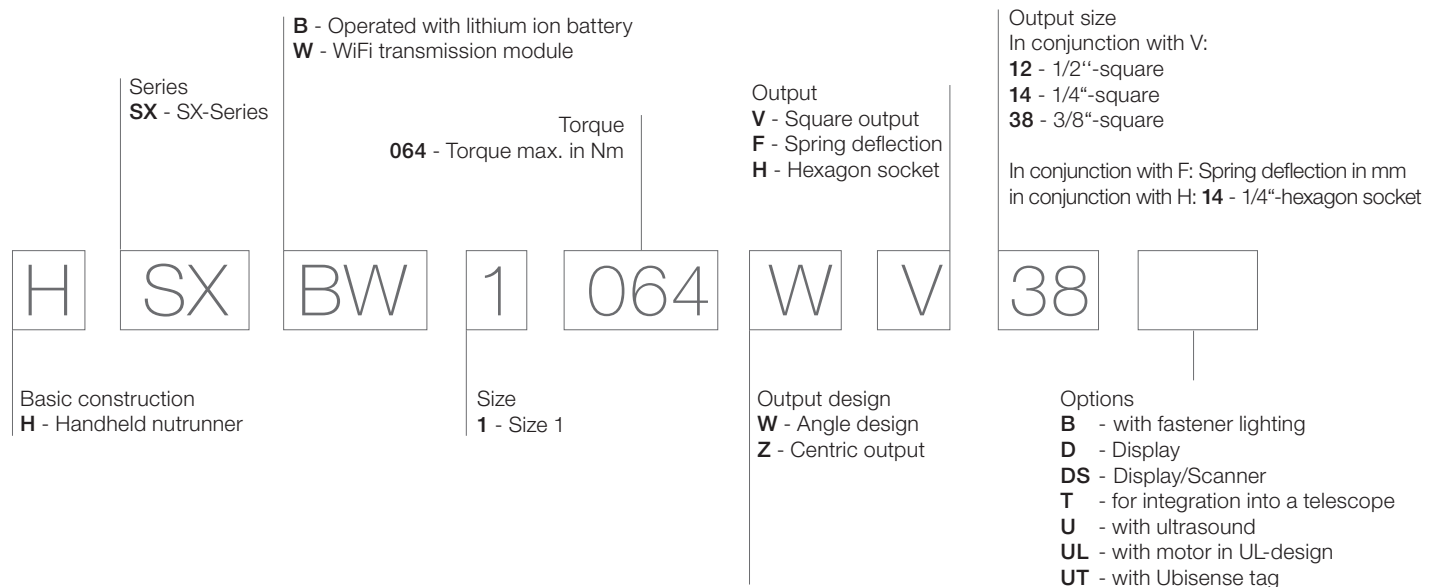 B - Operated with lithium ion battery
W - WiFi transmission module
Series
SX - SX-Series
Torque
064 - Torque max. in Nm
Output
V - Square output
F - Spring deflection
H - Hexagon socket
Output size
In conjunction with V:
12 - 1/2‘‘-square
14 - 1/4“-square
38 - 3/8“-square
In conjunction with F: Spring deflection in mm
in conjunction with H: 14 - 1/4“-hexagon socket
H SX BW 1 064 W V 38
Basic construction
H - Handheld nutrunner
Size
1 - Size 1
Output design
W - Angle design
Z - Centric output
Options
B - with fastener lighting
D - Display
DS - Display/Scanner
T - for integration into a telescope
U - with ultrasound
UL - with motor in UL-design
UT - with Ubisense tag